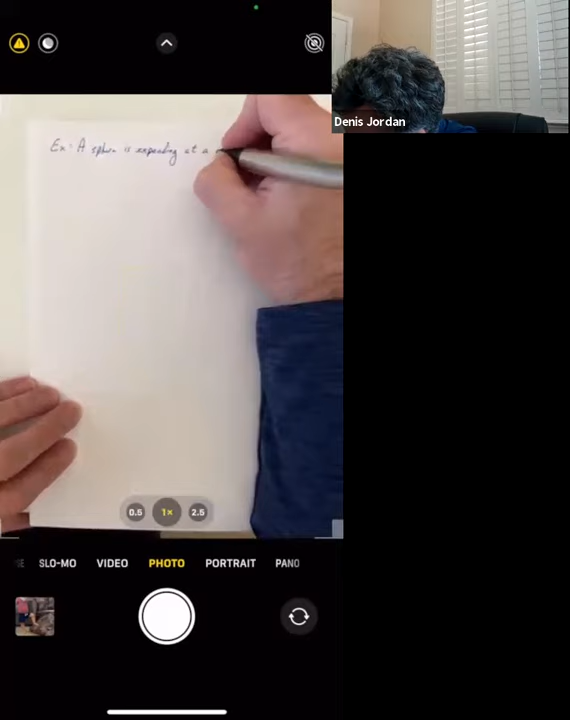 Denis Jordan
Ex: A sphere is expanding at a
0.5 1× 2.5
SLO-MO VIDEO PHOTO PORTRAIT PANO